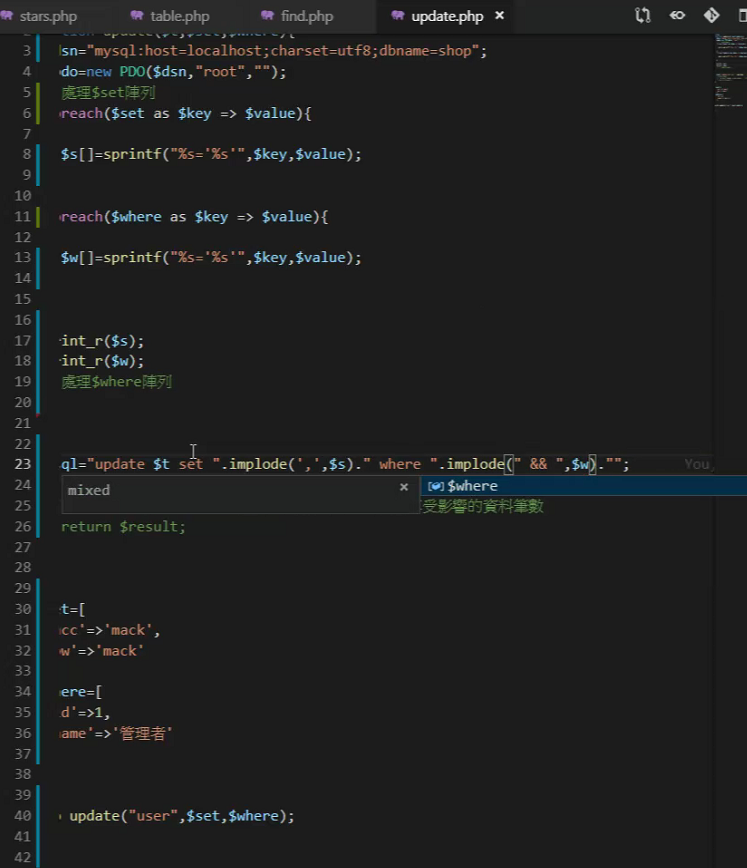 stars.php table.php find.php update.php ×
2 tion update($t,$set,$where){
3 dsn="mysql:host=localhost;charset=utf8;dbname=shop";
4 do=new PDO($dsn,"root","");
5 處理$set陣列
6 reach($set as $key => $value){
7
8 $s[]=sprintf("%s='%s'",$key,$value);
9
10
11 reach($where as $key => $value){
12
13 $w[]=sprintf("%s='%s'",$key,$value);
14
15
16
17 int_r($s);
18 int_r($w);
19 處理$where陣列
20
21
22
23 ql="update $t set ".implode(',',$s)." where ".implode(" && ",$w)."";   You,
24 mixed × $where
25 受影響的資料筆數
26 return $result;
27
28
29
30 t=[
31 cc'=>'mack',
32 w'=>'mack'
33
34 ere=[
35 d'=>1,
36 ame'=>'管理者'
37
38
39
40 update("user",$set,$where);
41
42